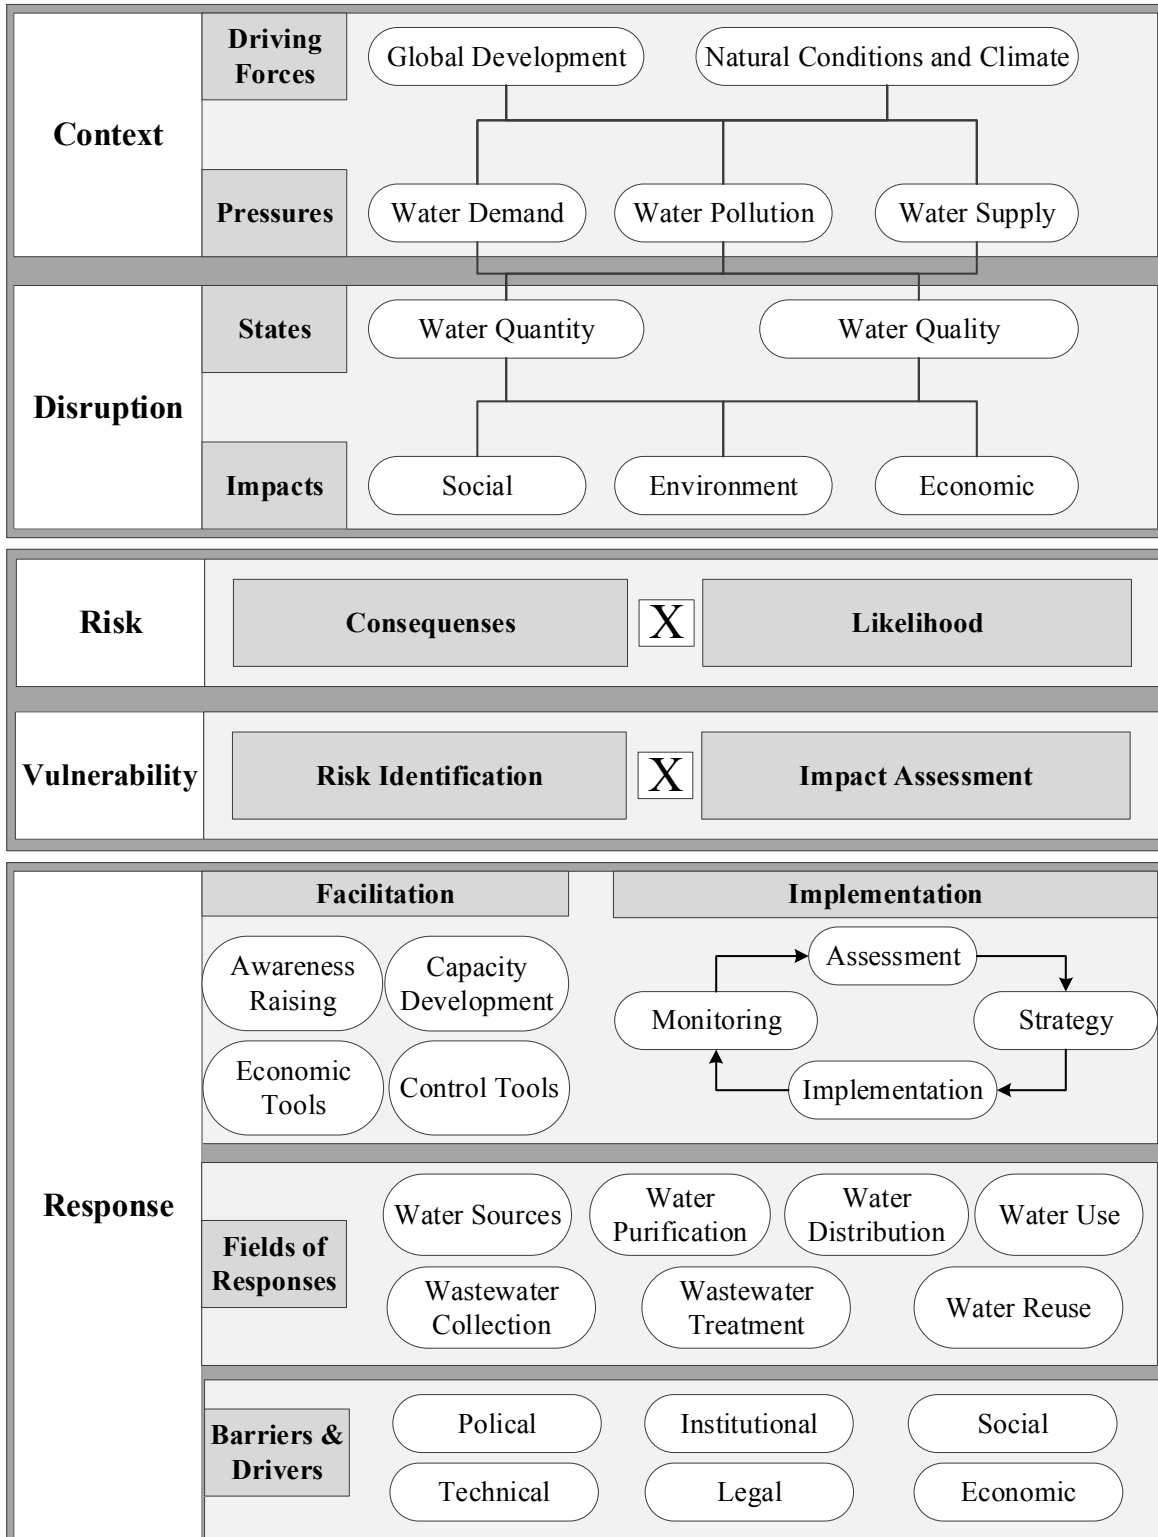 Driving
Forces
Global Development
Natural Conditions and Climate
Context
Pressures
Water Demand
Water Pollution
Water Supply
States
Water Quantity
Water Quality
Disruption
Impacts
Social
Environment
Economic
Risk
Consequenses
X
Likelihood
Vulnerability
Risk Identification
X
Impact Assessment
Response
Facilitation
Awareness
Raising
Capacity
Development
Economic
Tools
Control Tools
Implementation
Assessment
Monitoring
Strategy
Implementation
Fields of
Responses
Water Sources
Water
Purification
Water
Distribution
Water Use
Wastewater
Collection
Wastewater
Treatment
Water Reuse
Barriers &
Drivers
Polical
Institutional
Social
Technical
Legal
Economic